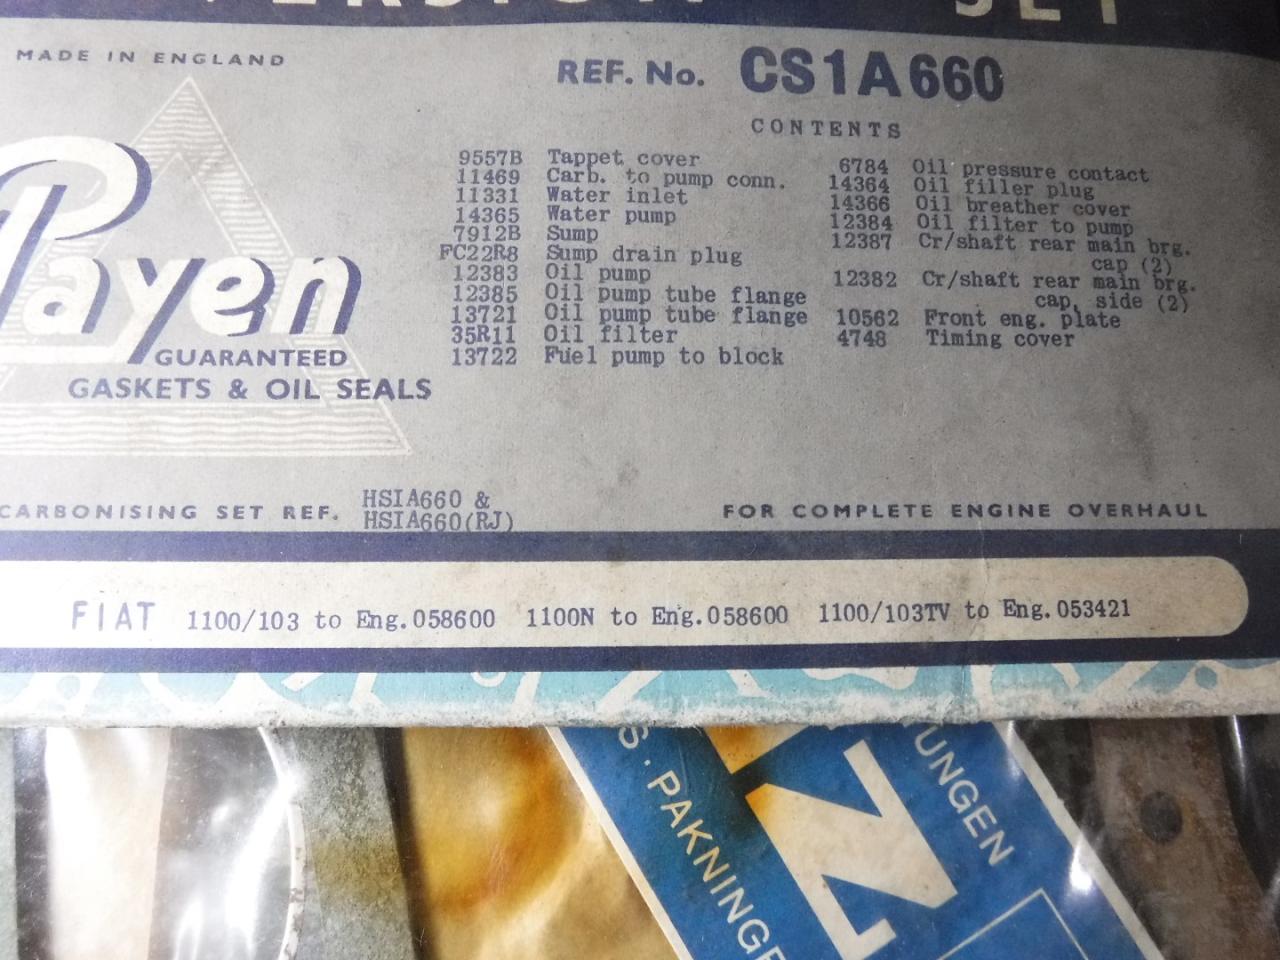 SET
MADE IN ENGLAND
REF. No. CS1A660
CONTENTS
Payen
GUARANTEED
GASKETS & OIL SEALS
9557B Tappet cover
11469 Carb. to pump conn.
11331 Water inlet
14365 Water pump
7912B Sump
FC22R8 Sump drain plug
12383 Oil pump
12385 Oil pump tube flange
13721 Oil pump tube flange
35R11 Oil filter
13722 Fuel pump to block
6784 Oil pressure contact
14364 Oil filler plug
14366 Oil breather cover
12384 Oil filter to pump
12387 Cr/shaft rear main brg.
cap (2)
12382 Cr/shaft rear main brg.
cap, side (2)
10562 Front eng. plate
4748 Timing cover
CARBONISING SET REF. HSIA660 &
HSIA660(RJ)
FOR COMPLETE ENGINE OVERHAUL
FIAT 1100/103 to Eng.058600 1100N to Eng.058600 1100/103TV to Eng.053421
S. PAKNINGE
UNGEN